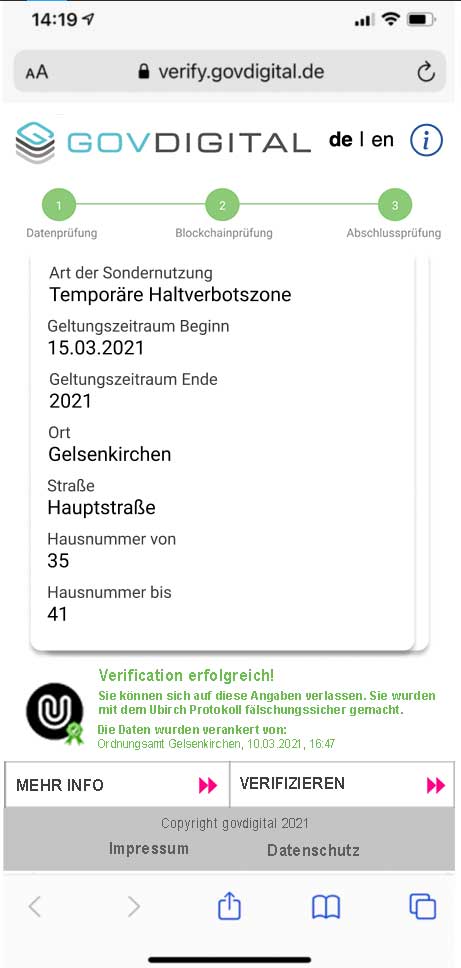 14:19
AA verify.govdigital.de
GOVDIGITAL de | en i
1 2 3
Datenprüfung Blockchainprüfung Abschlussprüfung
Art der Sondernutzung
Temporäre Haltverbotszone
Geltungszeitraum Beginn
15.03.2021
Geltungszeitraum Ende
2021
Ort
Gelsenkirchen
Straße
Hauptstraße
Hausnummer von
35
Hausnummer bis
41
Verification erfolgreich!
Sie können sich auf diese Angaben verlassen. Sie wurden
mit dem Ubirch Protokoll fälschungssicher gemacht.
Die Daten wurden verankert von:
Ordnungsamt Gelsenkirchen, 10.03.2021, 16:47
MEHR INFO VERIFIZIEREN
Copyright govdigital 2021
Impressum Datenschutz